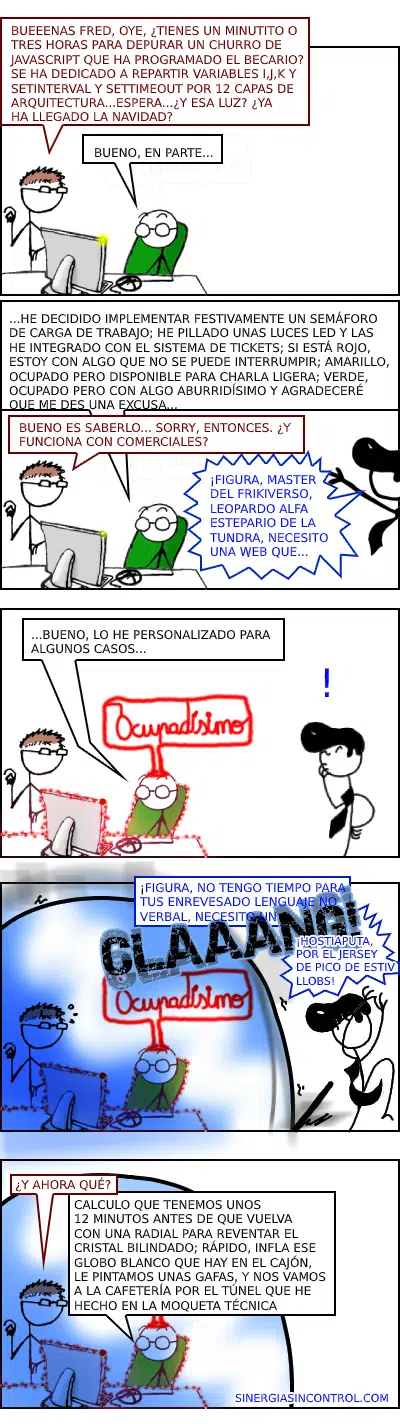 BUEEENAS FRED, OYE, ¿TIENES UN MINUTITO O
TRES HORAS PARA DEPURAR UN CHURRO DE
JAVASCRIPT QUE HA PROGRAMADO EL BECARIO?
SE HA DEDICADO A REPARTIR VARIABLES I,J,K Y
SETINTERVAL Y SETTIMEOUT POR 12 CAPAS DE
ARQUITECTURA...ESPERA...¿Y ESA LUZ? ¿YA
HA LLEGADO LA NAVIDAD?
BUENO, EN PARTE...
...HE DECIDIDO IMPLEMENTAR FESTIVAMENTE UN SEMÁFORO
DE CARGA DE TRABAJO; HE PILLADO UNAS LUCES LED Y LAS
HE INTEGRADO CON EL SISTEMA DE TICKETS; SI ESTÁ ROJO,
ESTOY CON ALGO QUE NO SE PUEDE INTERRUMPIR; AMARILLO,
OCUPADO PERO DISPONIBLE PARA CHARLA LIGERA; VERDE,
OCUPADO PERO CON ALGO ABURRIDÍSIMO Y AGRADECERÉ
QUE ME DES UNA EXCUSA...
BUENO ES SABERLO... SORRY, ENTONCES. ¿Y
FUNCIONA CON COMERCIALES?
¡FIGURA, MASTER
DEL FRIKIVERSO,
LEOPARDO ALFA
ESTEPARIO DE LA
TUNDRA, NECESITO
UNA WEB QUE...
...BUENO, LO HE PERSONALIZADO PARA
ALGUNOS CASOS...
!
Ocupadísimo
¡FIGURA, NO TENGO TIEMPO PARA
TUS ENREVESADO LENGUAJE NO
VERBAL, NECESITO UN
CLAAAANG!
¡HOSTIAPUTA,
POR EL JERSEY
DE PICO DE ESTIV
LLOBS!
Ocupadísimo
¿Y AHORA QUÉ?
CALCULO QUE TENEMOS UNOS
12 MINUTOS ANTES DE QUE VUELVA
CON UNA RADIAL PARA REVENTAR EL
CRISTAL BILINDADO; RÁPIDO, INFLA ESE
GLOBO BLANCO QUE HAY EN EL CAJÓN,
LE PINTAMOS UNAS GAFAS, Y NOS VAMOS
A LA CAFETERÍA POR EL TÚNEL QUE HE
HECHO EN LA MOQUETA TÉCNICA
SINERGIASINCONTROL.COM